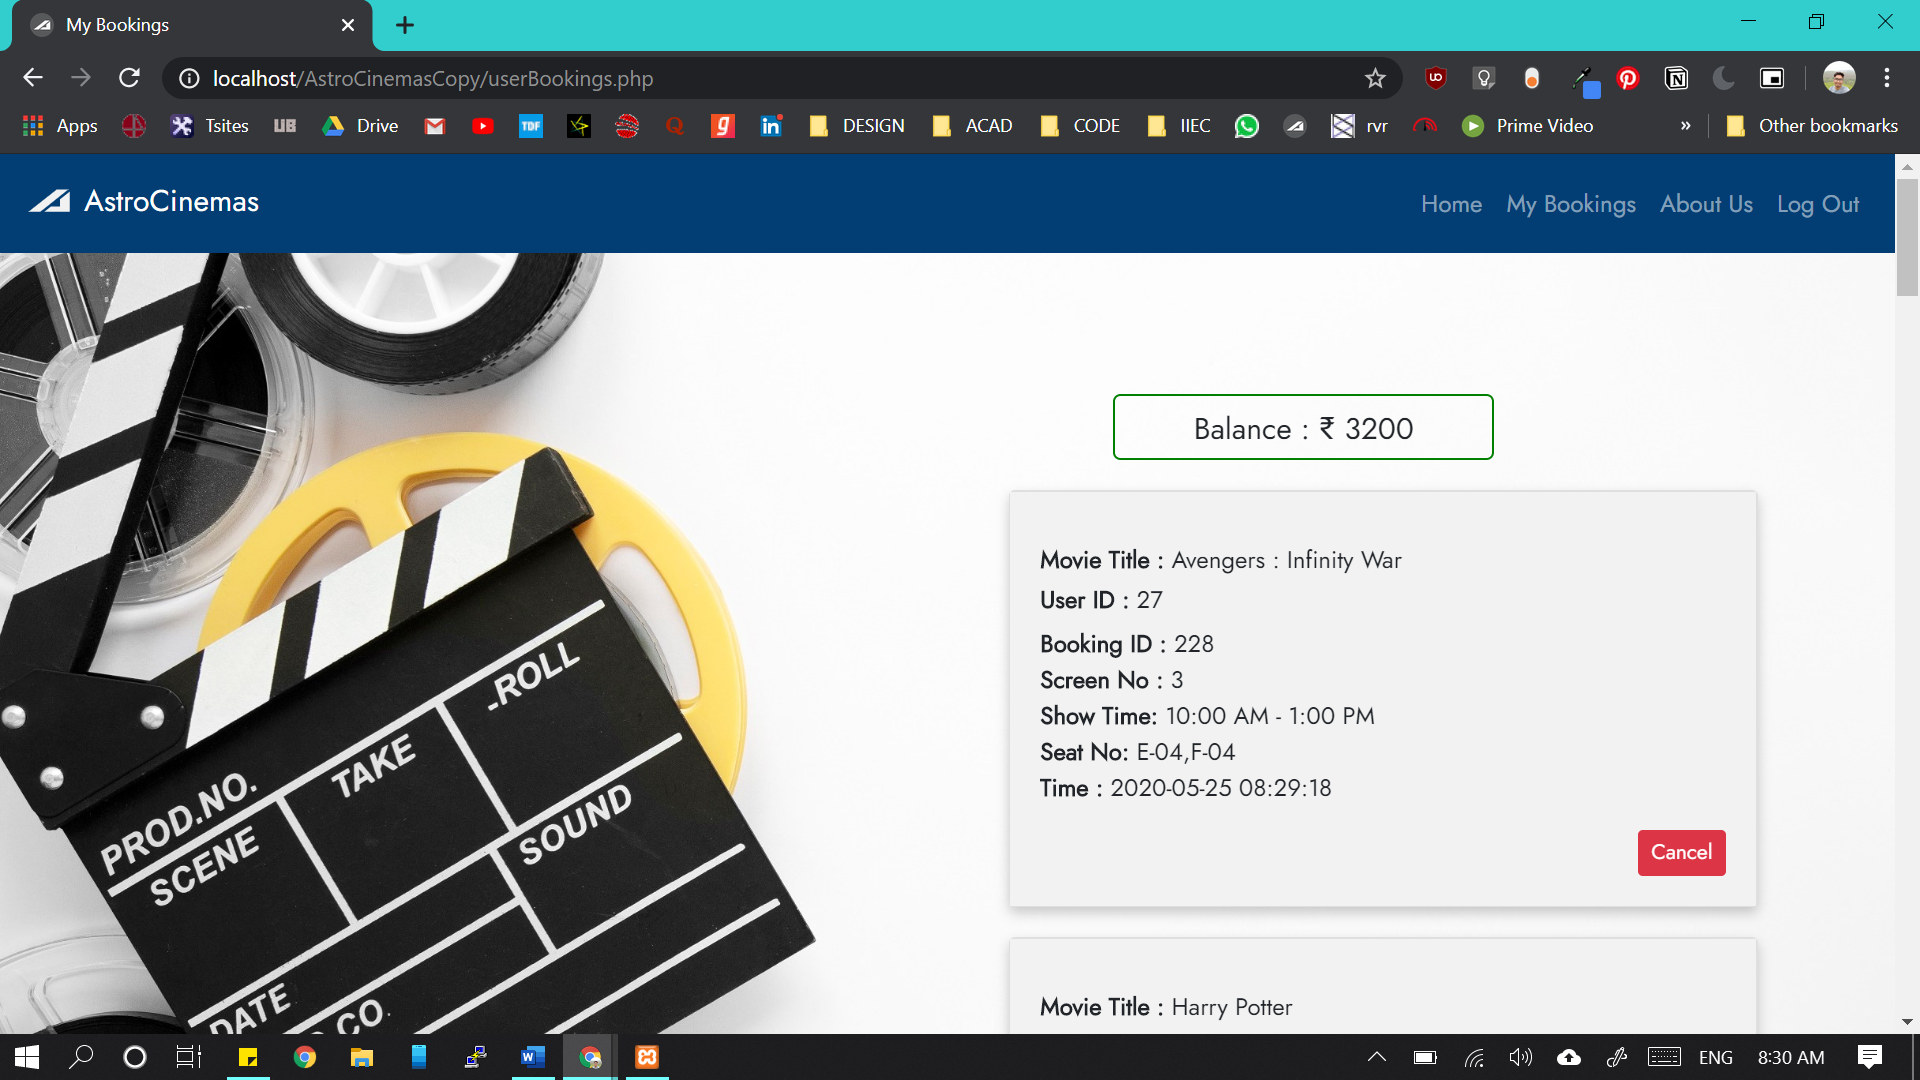 My Bookings
localhost/AstroCinemasCopy/userBookings.php
Apps Tsites UB Drive TDF DESIGN ACAD CODE IIEC rvr Prime Video » Other bookmarks
AstroCinemas
Home My Bookings About Us Log Out
Balance : ₹ 3200
Movie Title : Avengers : Infinity War
User ID : 27
Booking ID : 228
Screen No : 3
Show Time: 10:00 AM - 1:00 PM
Seat No: E-04,F-04
Time : 2020-05-25 08:29:18
Cancel
Movie Title : Harry Potter
.ROLL
TAKE
PROD.NO.
SOUND
SCENE
DATE
CO.
ENG 8:30 AM